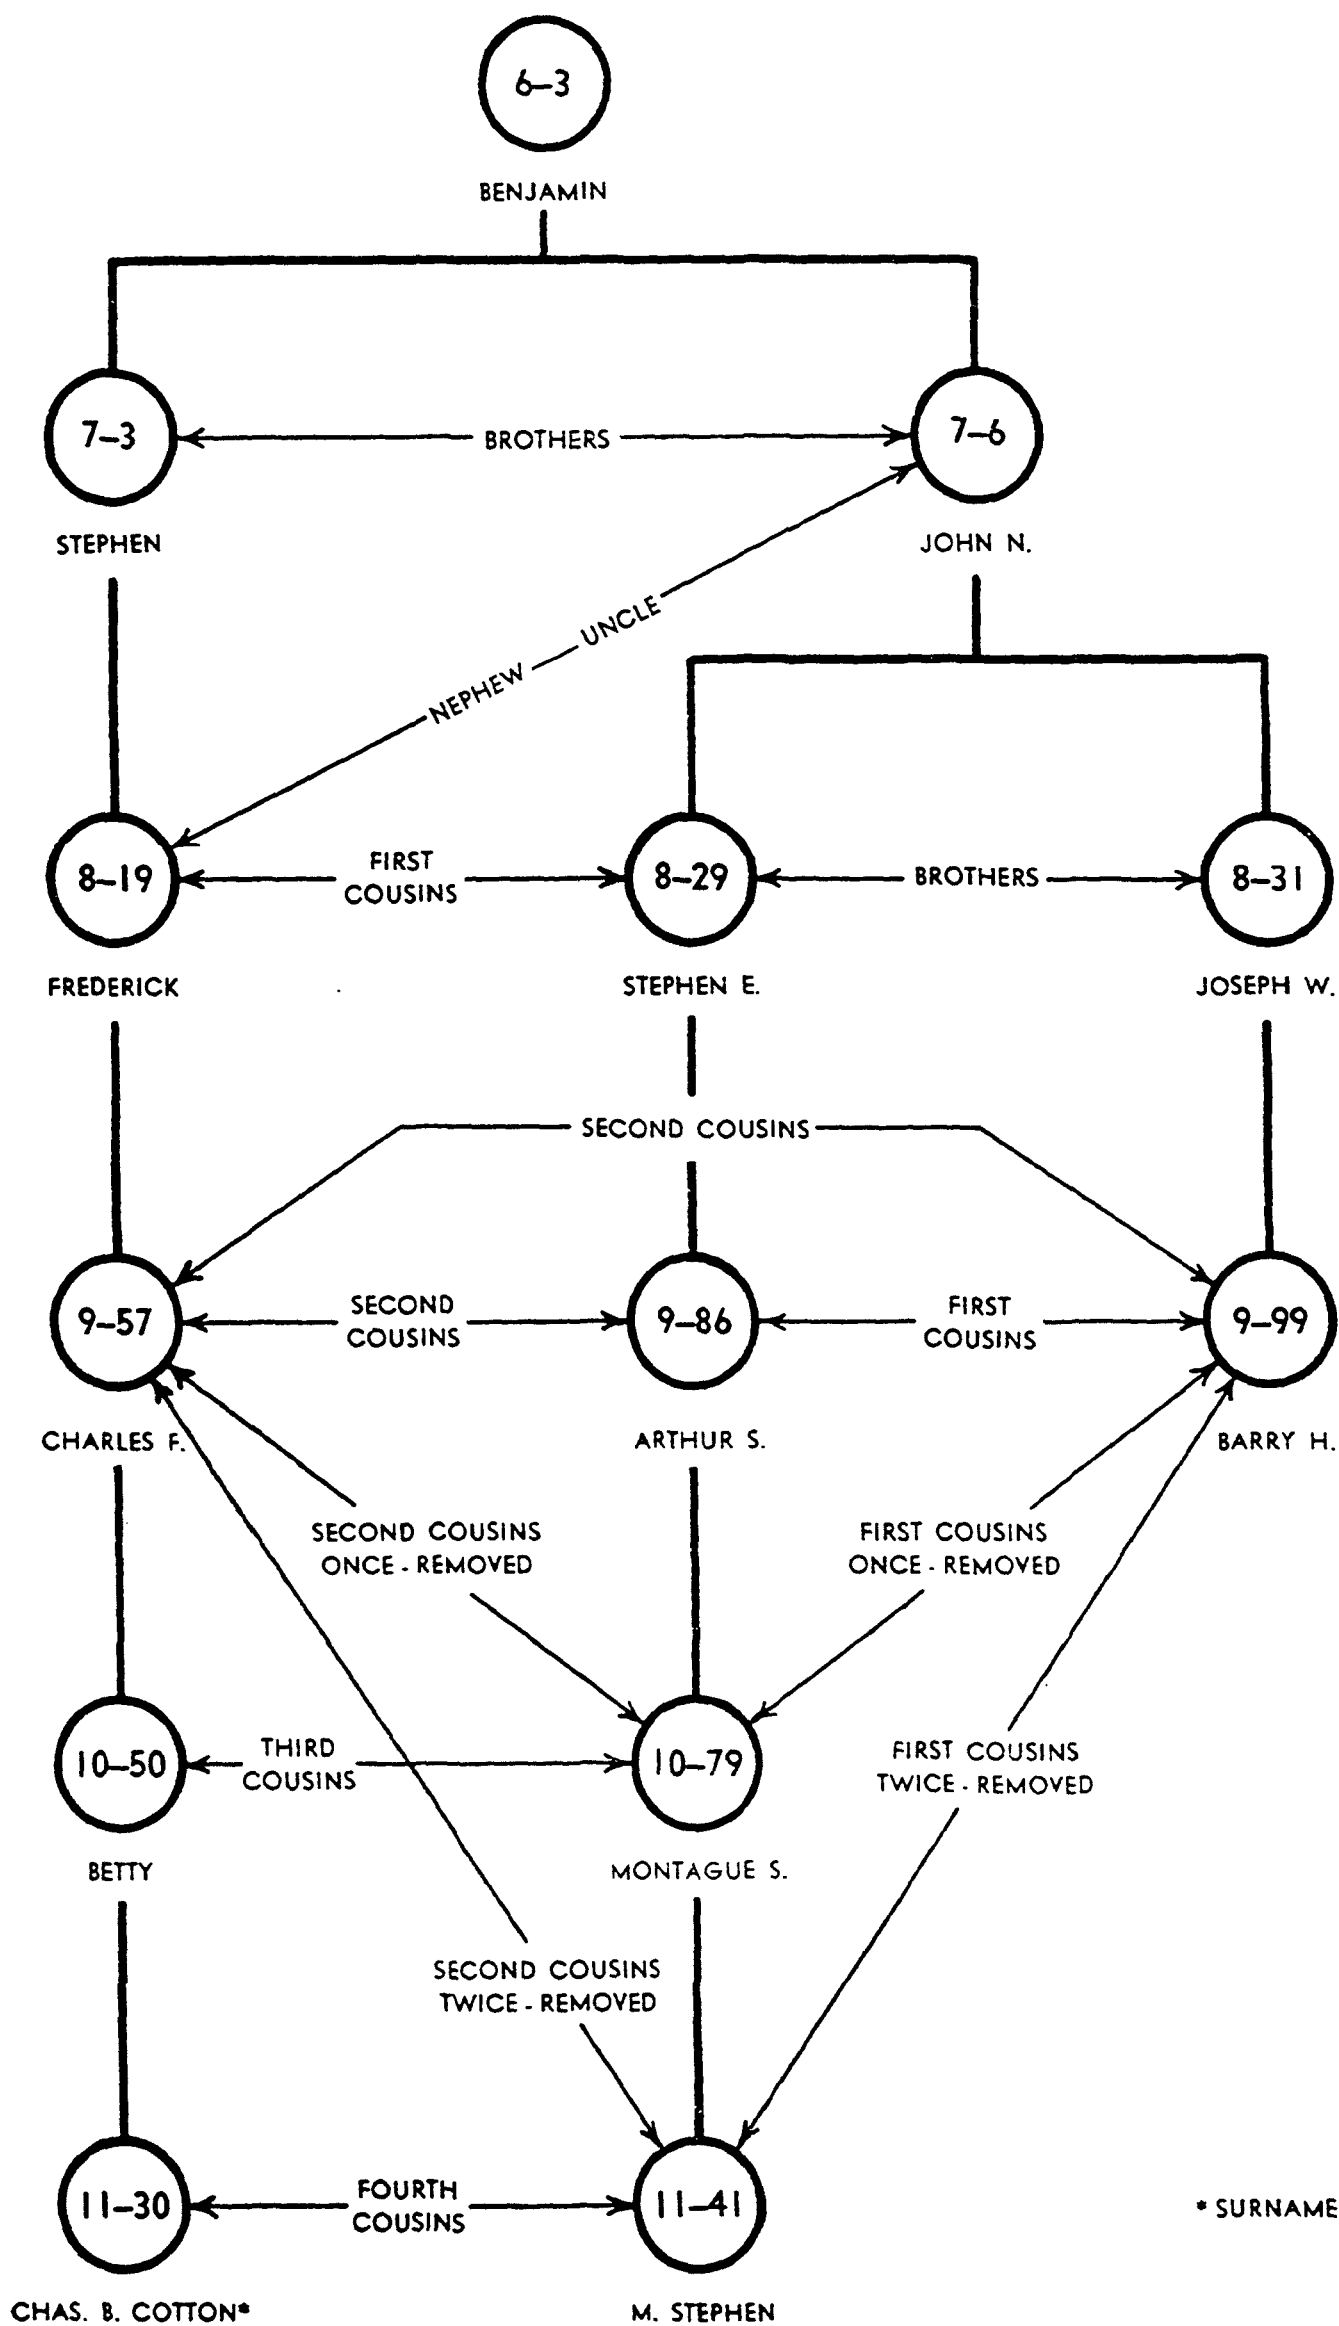 6-3
BENJAMIN
7-3
BROTHERS
7-6
STEPHEN
JOHN N.
NEPHEW
UNCLE
8-19
FIRST
COUSINS
8-29
BROTHERS
8-31
FREDERICK
STEPHEN E.
JOSEPH W.
SECOND COUSINS
9-57
SECOND
COUSINS
9-86
FIRST
COUSINS
9-99
CHARLES F.
ARTHUR S.
BARRY H.
SECOND COUSINS
ONCE-REMOVED
FIRST COUSINS
ONCE-REMOVED
10-50
THIRD
COUSINS
10-79
FIRST COUSINS
TWICE-REMOVED
BETTY
MONTAGUE S.
SECOND COUSINS
TWICE-REMOVED
11-30
FOURTH
COUSINS
11-41
* SURNAME
CHAS. B. COTTON*
M. STEPHEN